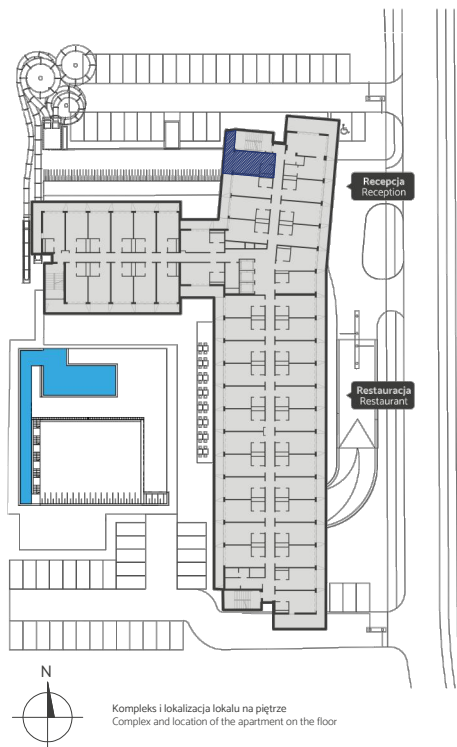 Recepcja
Reception
Restauracja
Restaurant
N
Kompleks i lokalizacja lokalu na piętrze
Complex and location of the apartment on the floor